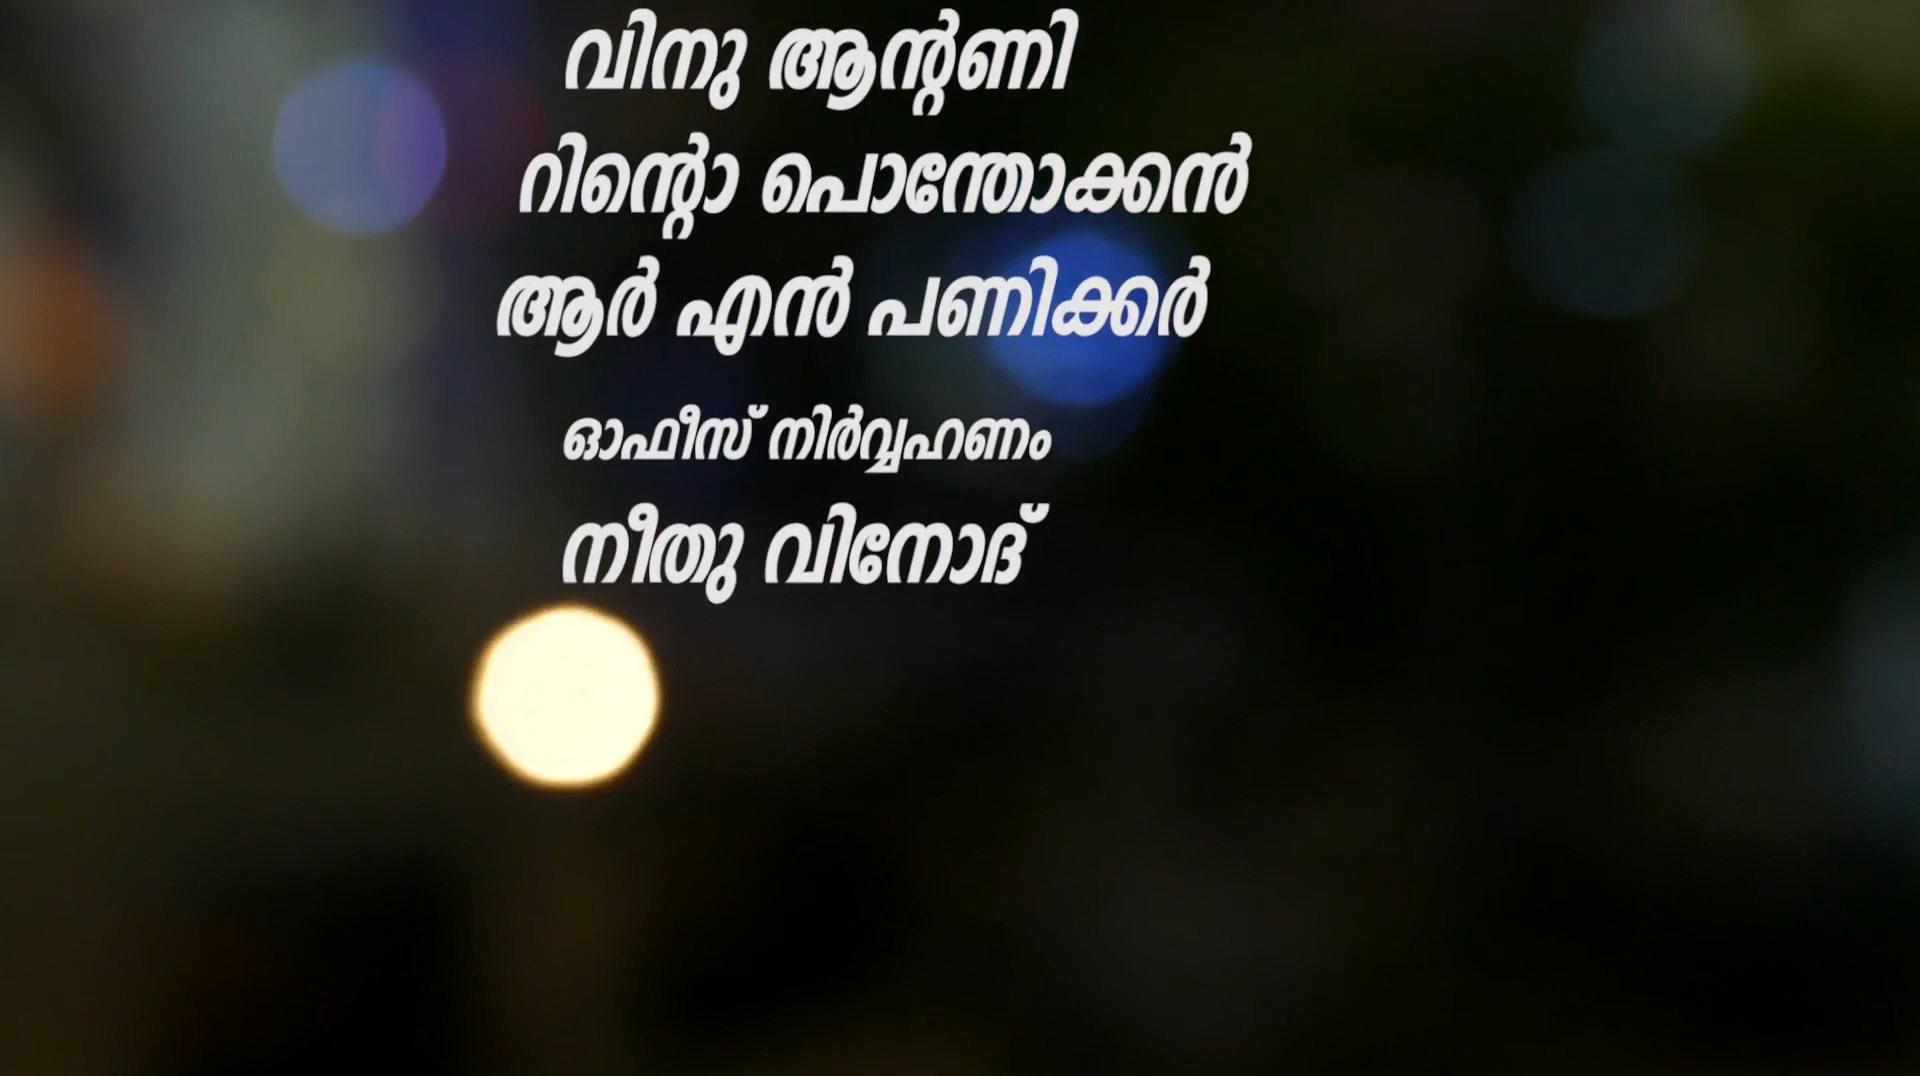 വിനു ആന്റണി
റിന്റൊ പൊന്തോക്കൻ
ആർ എൻ പണിക്കർ
ഓഫീസ് നിർവ്വഹണം
നീതു വിനോദ്